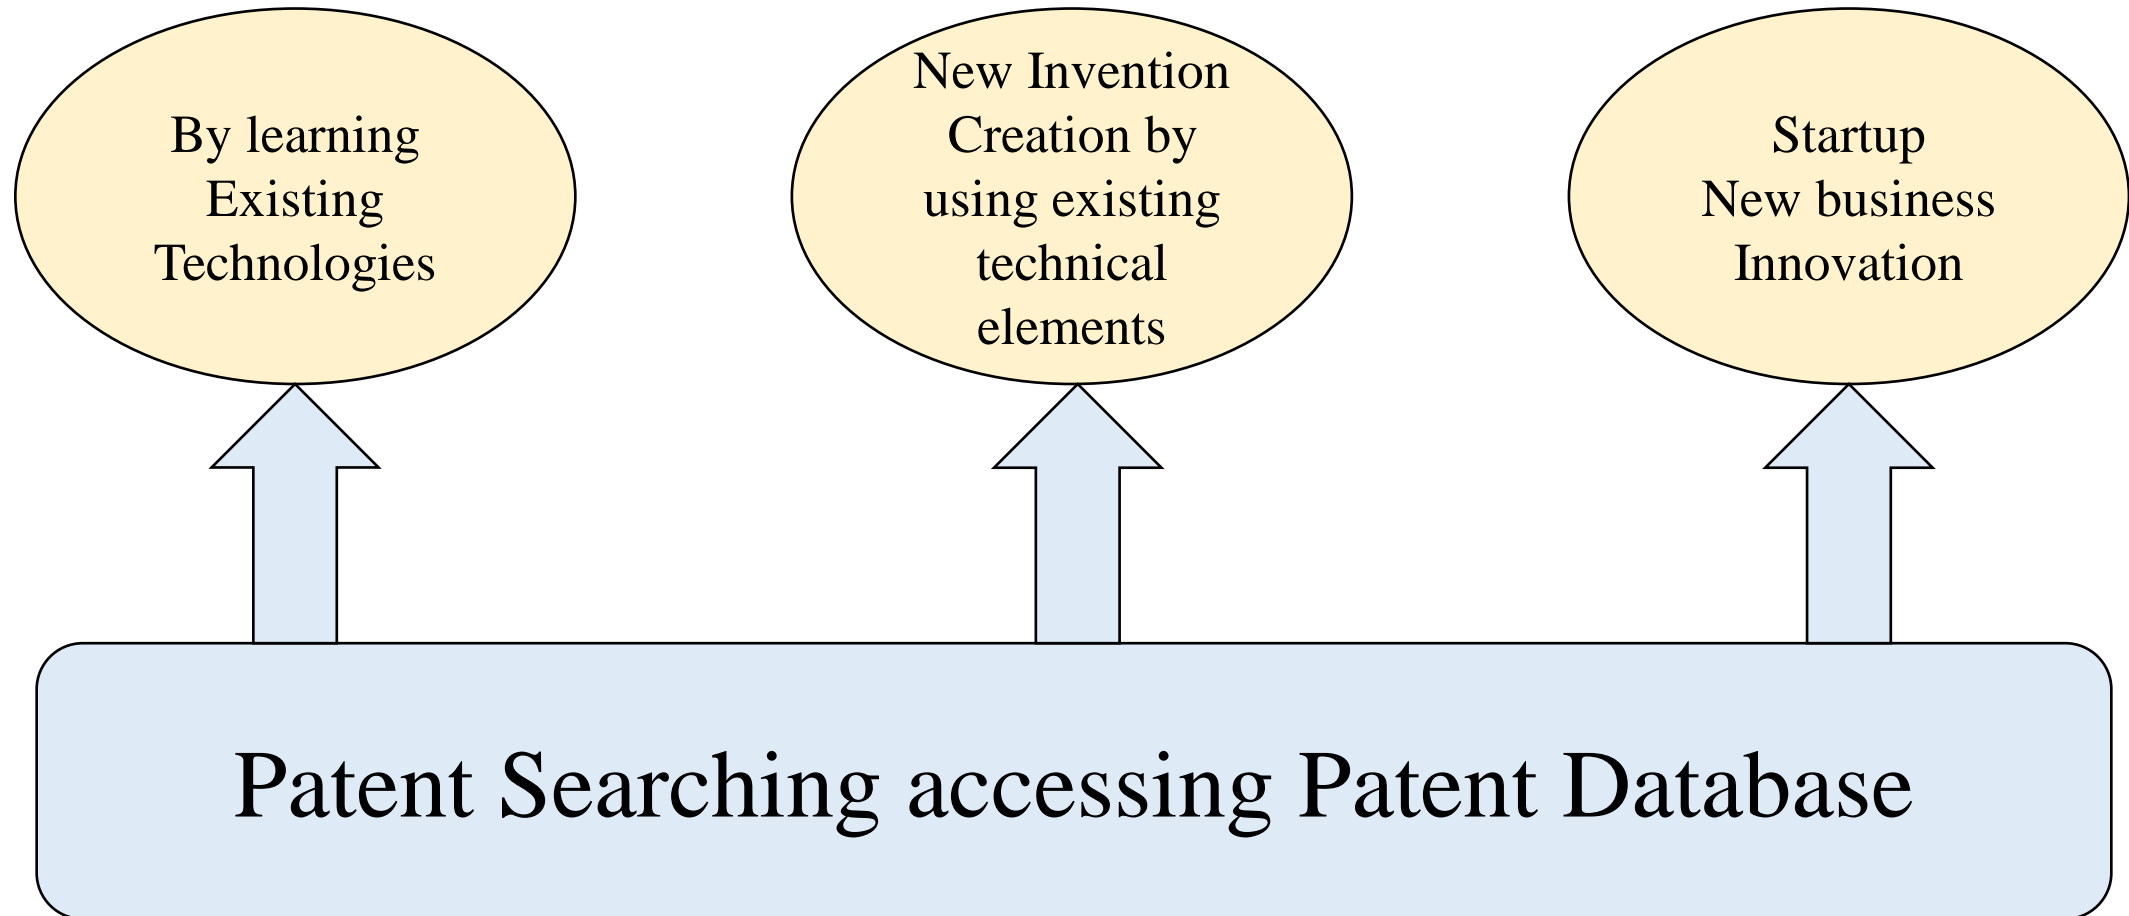 By learning
Existing
Technologies
New Invention
Creation by
using existing
technical
elements
Startup
New business
Innovation
Patent Searching accessing Patent Database